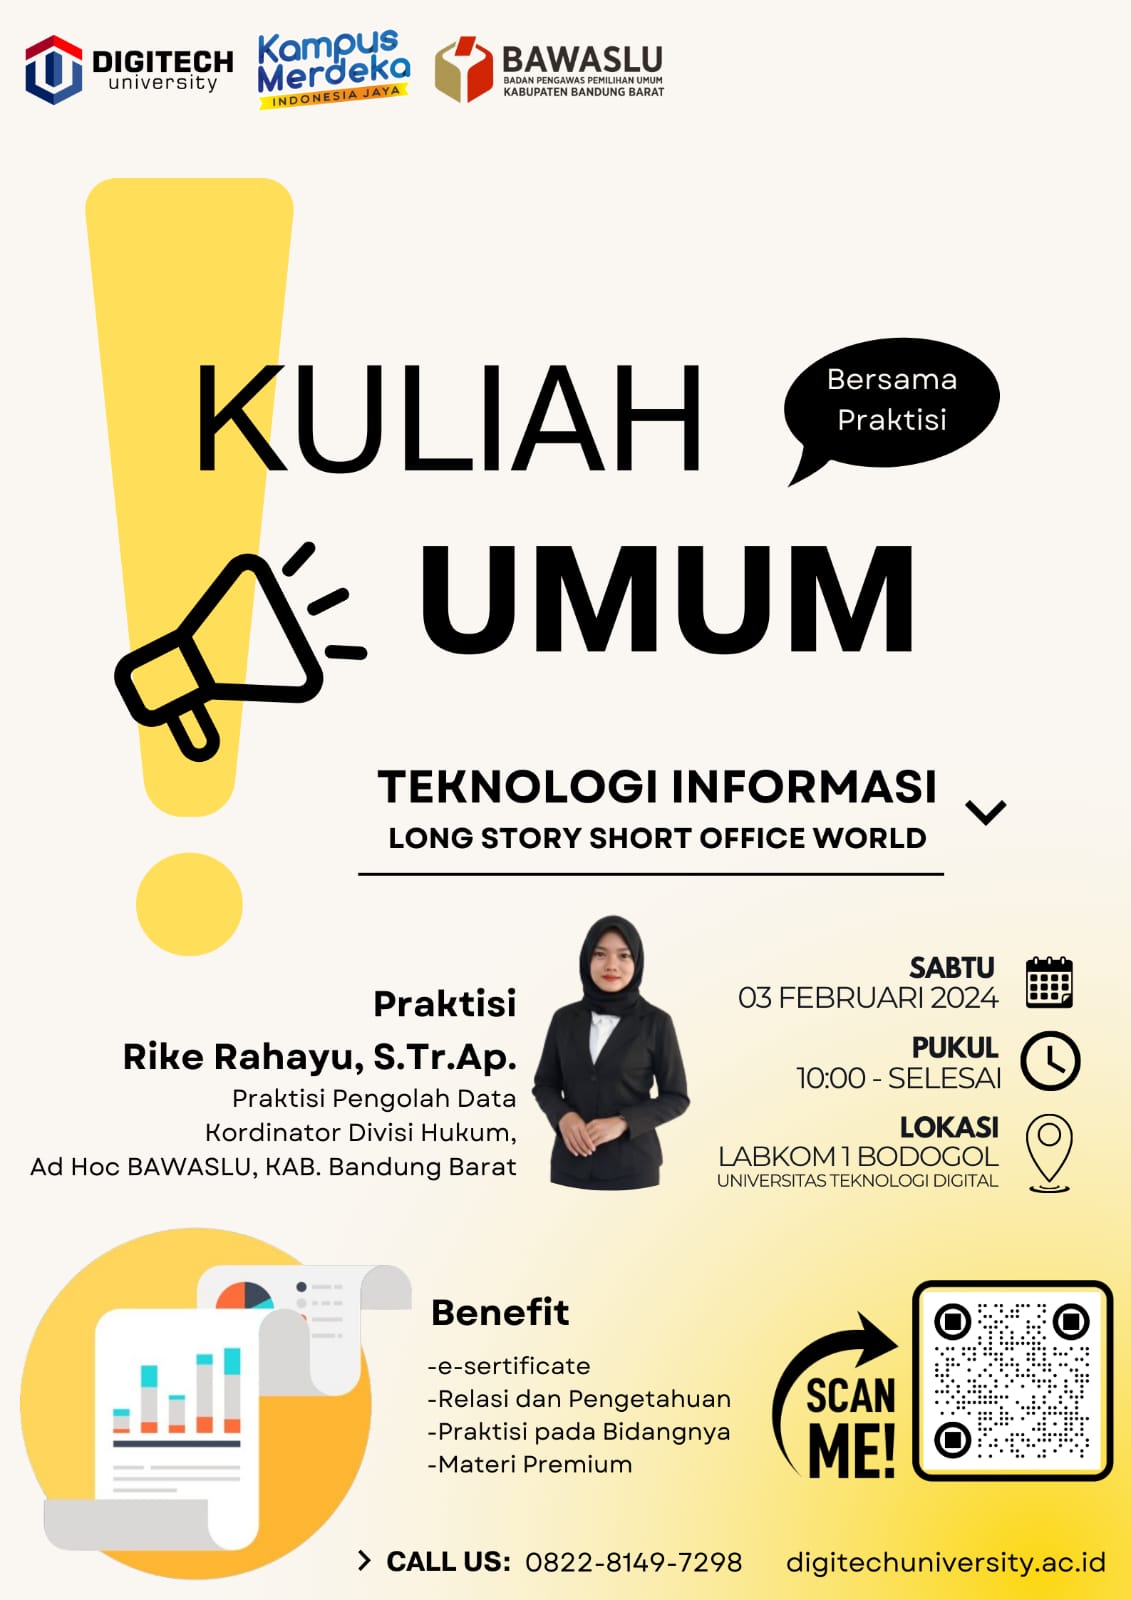 DIGITECH
university
Kampus
Merdeka
INDONESIA JAYA
BAWASLU
BADAN PENGAWAS PEMILIHAN UMUM
KABUPATEN BANDUNG BARAT
KULIAH
Bersama
Praktisi
UMUM
TEKNOLOGI INFORMASI
LONG STORY SHORT OFFICE WORLD
Praktisi
Rike Rahayu, S.Tr.Ap.
Praktisi Pengolah Data
Kordinator Divisi Hukum,
Ad Hoc BAWASLU, KAB. Bandung Barat
SABTU
03 FEBRUARI 2024
PUKUL
10:00 - SELESAI
LOKASI
LABKOM 1 BODOGOL
UNIVERSITAS TEKNOLOGI DIGITAL
Benefit
-e-sertificate
-Relasi dan Pengetahuan
-Praktisi pada Bidangnya
-Materi Premium
SCAN
ME!
CALL US: 0822-8149-7298
digitechuniversity.ac.id